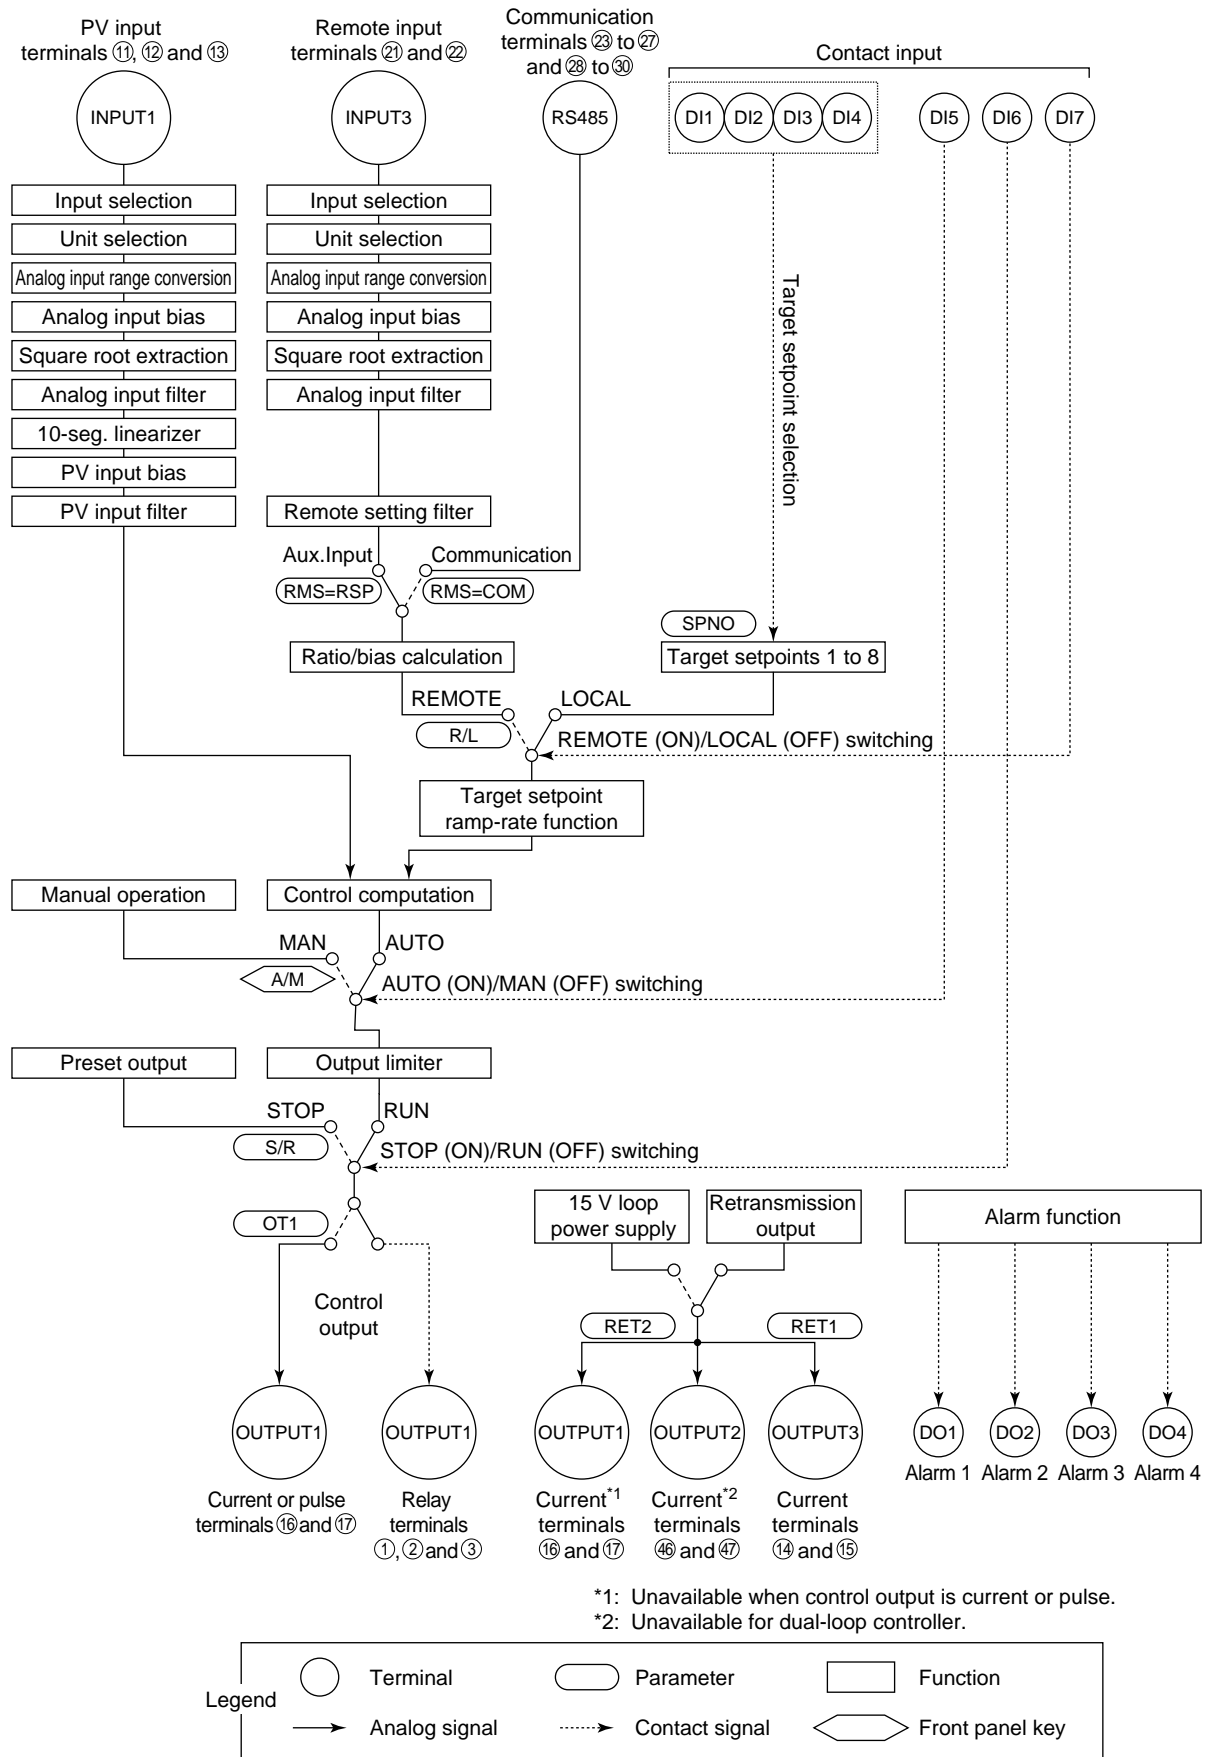 PV input
terminals ⑪, ⑫ and ⑬
Remote input
terminals ㉑ and ㉒
Communication
terminals ㉓ to ㉗
and ㉘ to ㉚
Contact input
INPUT1
INPUT3
RS485
DI1
DI2
DI3
DI4
DI5
DI6
DI7
Input selection
Unit selection
Analog input range conversion
Analog input bias
Square root extraction
Analog input filter
10-seg. linearizer
PV input bias
PV input filter
Input selection
Unit selection
Analog input range conversion
Analog input bias
Square root extraction
Analog input filter
Remote setting filter
Target setpoint selection
Aux.Input
Communication
RMS=RSP
RMS=COM
SPNO
Ratio/bias calculation
Target setpoints 1 to 8
REMOTE
LOCAL
R/L
REMOTE (ON)/LOCAL (OFF) switching
Target setpoint
ramp-rate function
Manual operation
Control computation
MAN
AUTO
A/M
AUTO (ON)/MAN (OFF) switching
Preset output
Output limiter
STOP
RUN
S/R
STOP (ON)/RUN (OFF) switching
OT1
Control
output
15 V loop
power supply
Retransmission
output
Alarm function
RET2
RET1
OUTPUT1
OUTPUT1
OUTPUT1
OUTPUT2
OUTPUT3
DO1
DO2
DO3
DO4
Alarm 1
Alarm 2
Alarm 3
Alarm 4
Current or pulse
terminals ⑯ and ⑰
Relay
terminals
①, ② and ③
Current*1
terminals
⑯ and ⑰
Current*2
terminals
㊻ and ㊼
Current
terminals
⑭ and ⑮
*1: Unavailable when control output is current or pulse.
*2: Unavailable for dual-loop controller.
Legend
Terminal
Parameter
Function
Analog signal
Contact signal
Front panel key